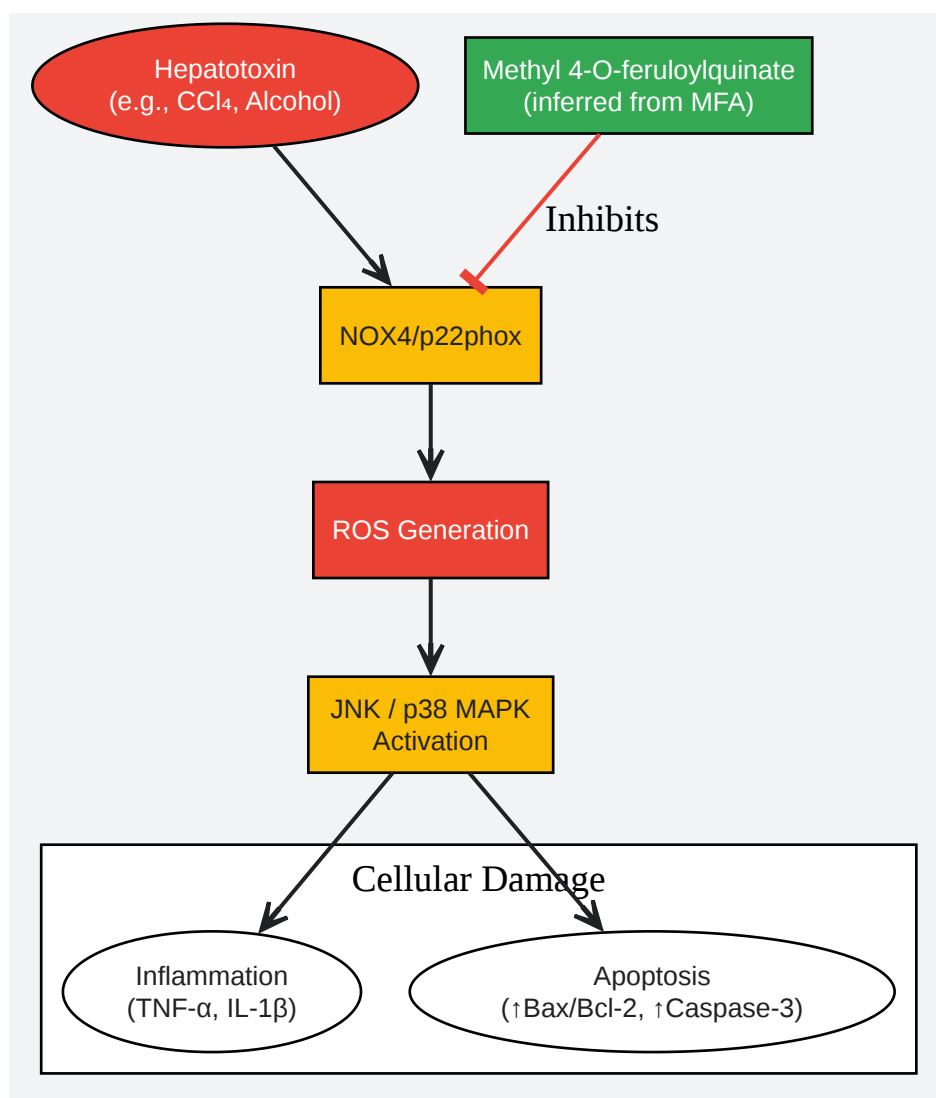 Hepatotoxin
(e.g., CCl₄, Alcohol)
Methyl 4-O-feruloylquinate
(inferred from MFA)
Inhibits
NOX4/p22phox
ROS Generation
JNK / p38 MAPK
Activation
Cellular Damage
Inflammation
(TNF-α, IL-1β)
Apoptosis
(↑Bax/Bcl-2, ↑Caspase-3)